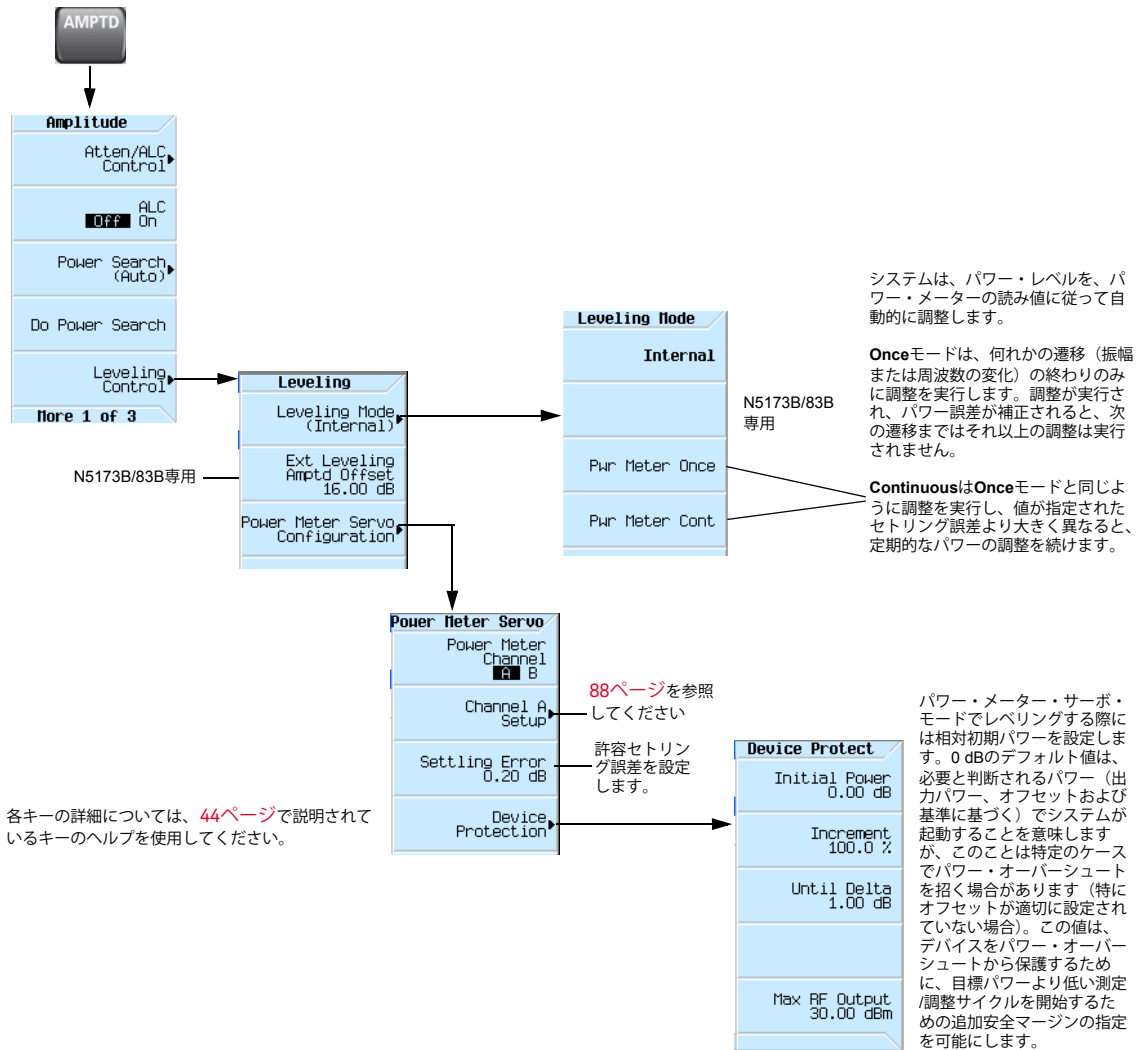 AMPTD
Amplitude
Atten/ALC
Control
ALC
Off On
Power Search
(Auto)
Do Power Search
Leveling
Control
More 1 of 3
Leveling
Leveling Mode
(Internal)
Ext Leveling
Amptd Offset
16.00 dB
Power Meter Servo
Configuration
N5173B/83B専用
Leveling Mode
Internal
Pwr Meter Once
Pwr Meter Cont
N5173B/83B
専用
システムは、パワー・レベルを、パ
ワー・メーターの読み値に従って自
動的に調整します。
Onceモードは、何れかの遷移（振幅
または周波数の変化）の終わりのみ
に調整を実行します。調整が実行さ
れ、パワー誤差が補正されると、次
の遷移まではそれ以上の調整は実行
されません。
ContinuousはOnceモードと同じよ
うに調整を実行し、値が指定された
セトリング誤差より大きく異なると、
定期的なパワーの調整を続けます。
Power Meter Servo
Power Meter
Channel
A B
Channel A
Setup
Settling Error
0.20 dB
Device
Protection
88ページを参照
してください
許容セトリン
グ誤差を設定
します。
各キーの詳細については、44ページで説明されて
いるキーのヘルプを使用してください。
Device Protect
Initial Power
0.00 dB
Increment
100.0 %
Until Delta
1.00 dB
Max RF Output
30.00 dBm
パワー・メーター・サーボ・
モードでレベリングする際に
は相対初期パワーを設定しま
す。0 dBのデフォルト値は、
必要と判断されるパワー（出
力パワー、オフセットおよび
基準に基づく）でシステムが
起動することを意味します
が、このことは特定のケース
でパワー・オーバーシュート
を招く場合があります（特に
オフセットが適切に設定され
ていない場合）。この値は、
デバイスをパワー・オーバー
シュートから保護するため
に、目標パワーより低い測定
/調整サイクルを開始するた
めの追加安全マージンの指定
を可能にします。